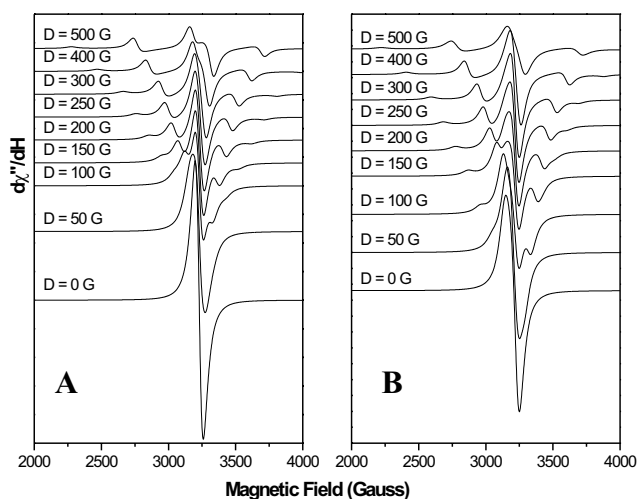 D = 500 G
D = 400 G
D = 300 G
D = 250 G
D = 200 G
D = 150 G
D = 100 G
D = 50 G
D = 0 G
A
D = 500 G
D = 400 G
D = 300 G
D = 250 G
D = 200 G
D = 150 G
D = 100 G
D = 50 G
D = 0 G
B
dχ"/dH
2000 2500 3000 3500 4000
2000 2500 3000 3500 4000
Magnetic Field (Gauss)